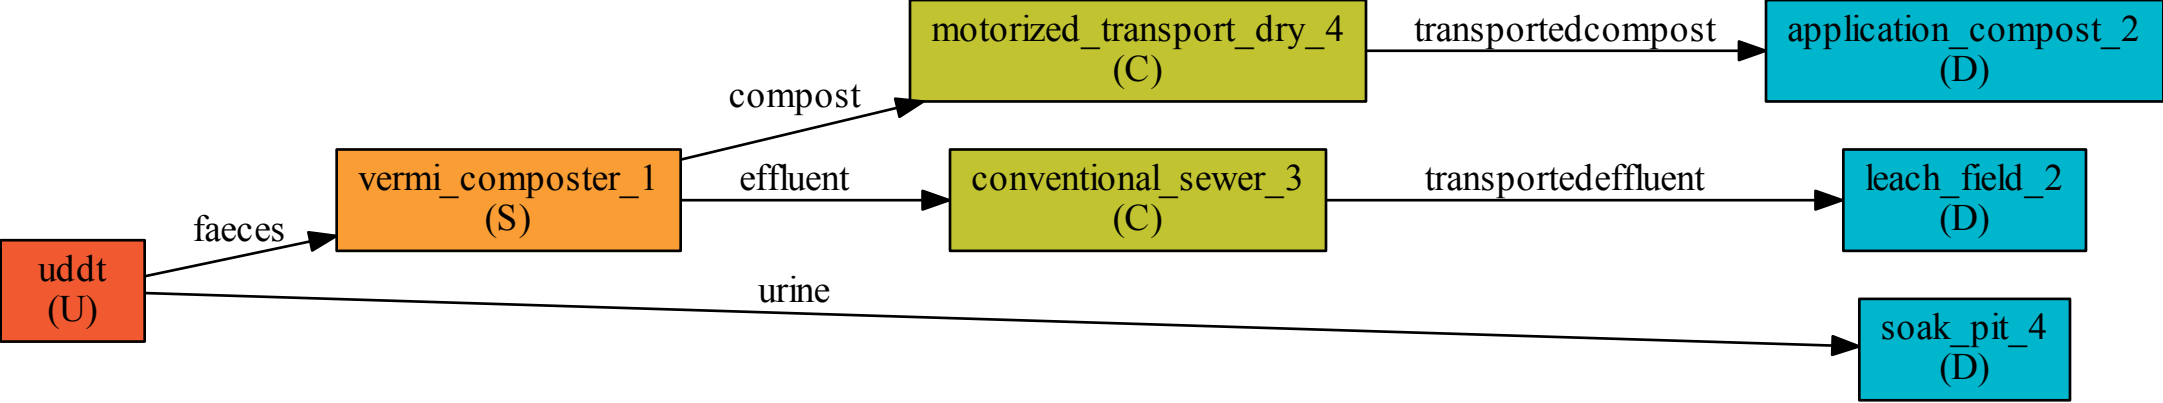 motorized_transport_dry_4
(C)
transportedcompost
application_compost_2
(D)
compost
vermi_composter_1
(S)
effluent
conventional_sewer_3
(C)
transportedeffluent
leach_field_2
(D)
faeces
uddt
(U)
urine
soak_pit_4
(D)